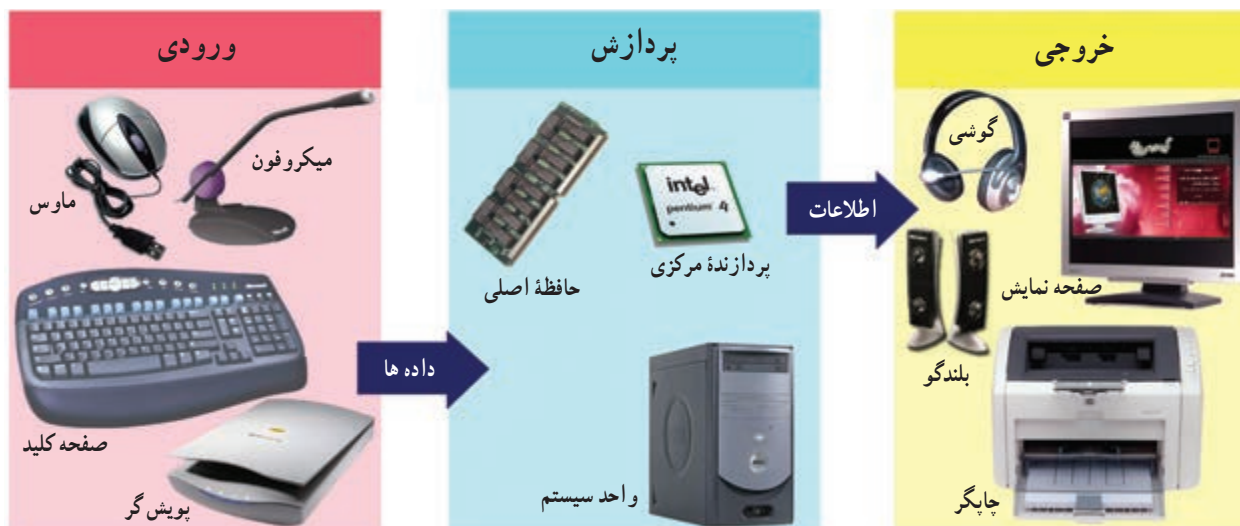 ورودی
ماوس
میکروفون
صفحه کلید
پویش گر
داده ها
پردازش
حافظهٔ اصلی
intel
pentium 4
پردازندهٔ مرکزی
واحد سیستم
اطلاعات
خروجی
گوشی
صفحه نمایش
بلندگو
چاپگر